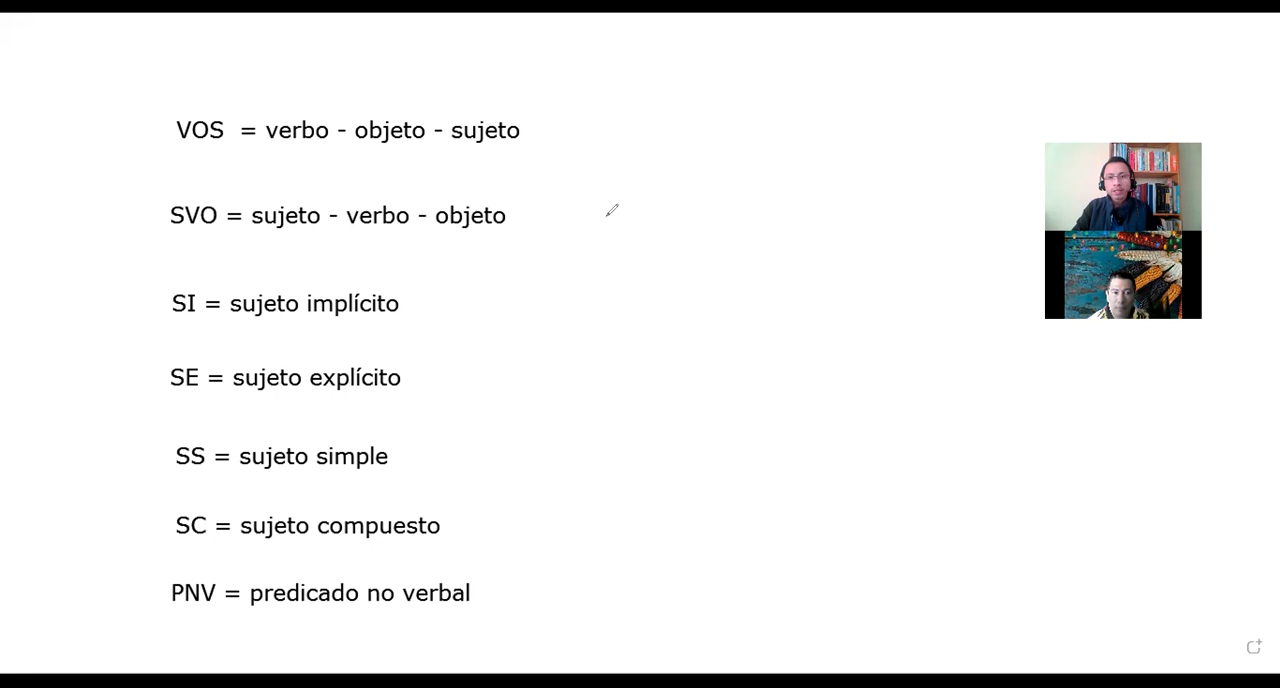 VOS = verbo - objeto - sujeto
SVO = sujeto - verbo - objeto
SI = sujeto implícito
SE = sujeto explícito
SS = sujeto simple
SC = sujeto compuesto
PNV = predicado no verbal